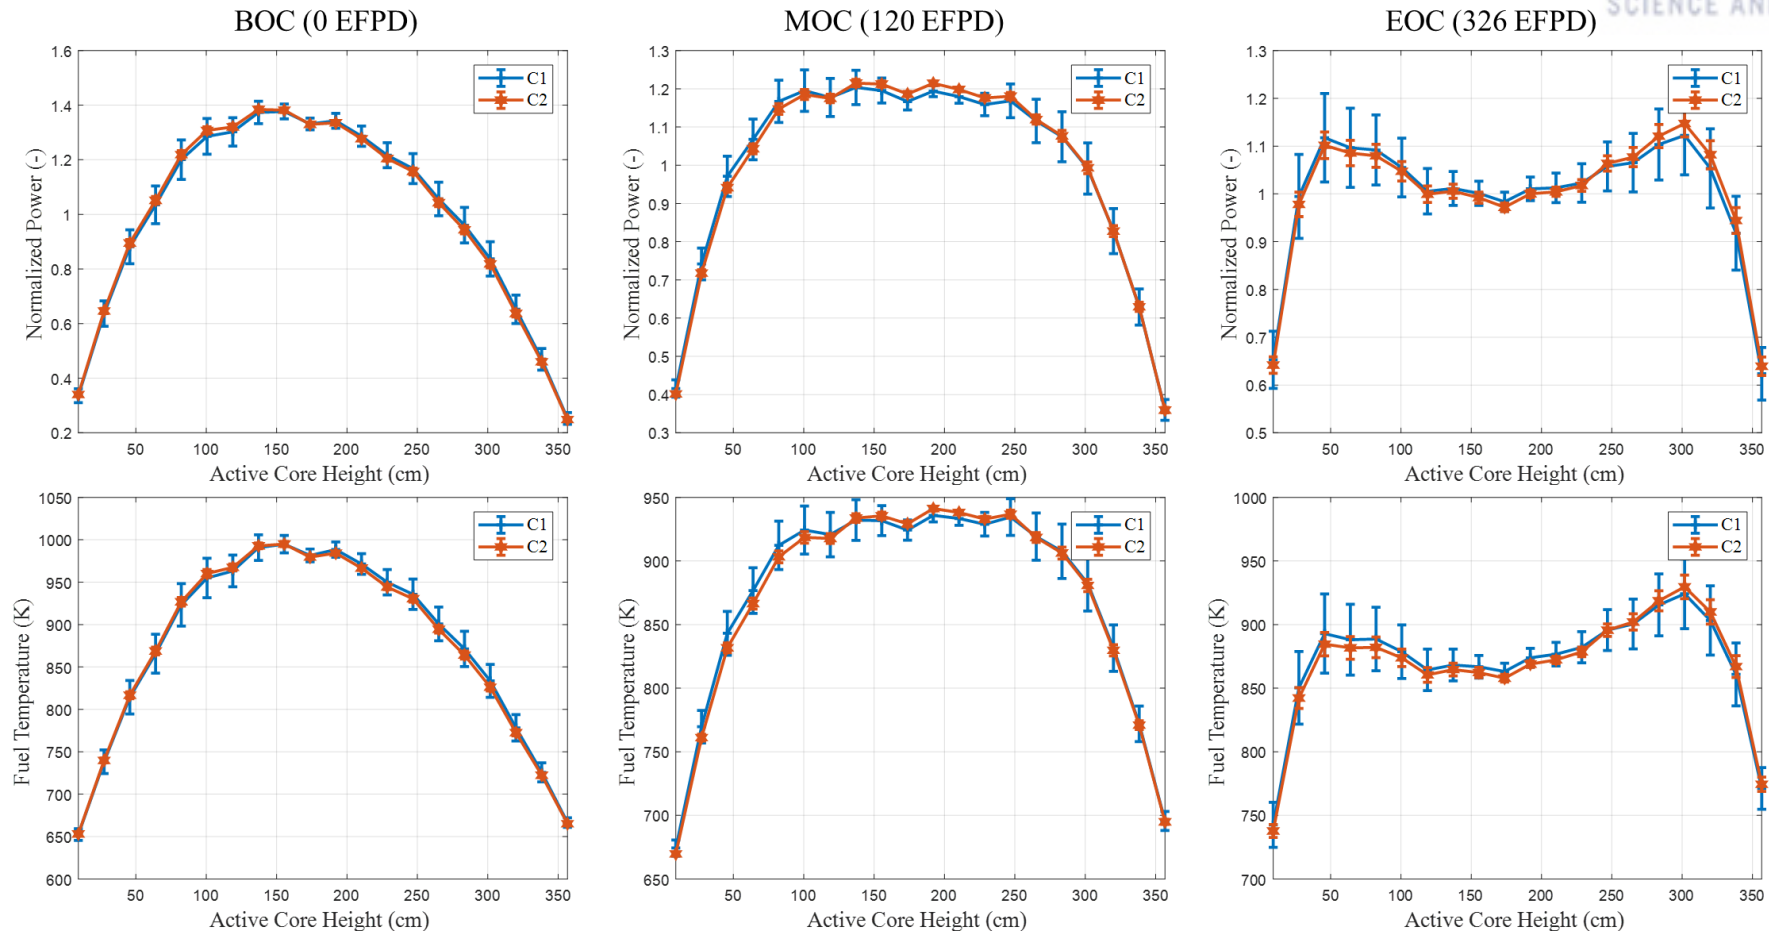 SCIENCE AN
BOC (0 EFPD)
MOC (120 EFPD)
EOC (326 EFPD)
1.6
1.4
1.2
1
0.8
0.6
0.4
0.2
Normalized Power (-)
C1
C2
50 100 150 200 250 300 350
Active Core Height (cm)
1.3
1.2
1.1
1
0.9
0.8
0.7
0.6
0.5
0.4
0.3
Normalized Power (-)
C1
C2
50 100 150 200 250 300 350
Active Core Height (cm)
1.3
1.2
1.1
1
0.9
0.8
0.7
0.6
0.5
Normalized Power (-)
C1
C2
50 100 150 200 250 300 350
Active Core Height (cm)
1050
1000
950
900
850
800
750
700
650
600
Fuel Temperature (K)
C1
C2
50 100 150 200 250 300 350
Active Core Height (cm)
950
900
850
800
750
700
650
Fuel Temperature (K)
C1
C2
50 100 150 200 250 300 350
Active Core Height (cm)
1000
950
900
850
800
750
700
Fuel Temperature (K)
C1
C2
50 100 150 200 250 300 350
Active Core Height (cm)